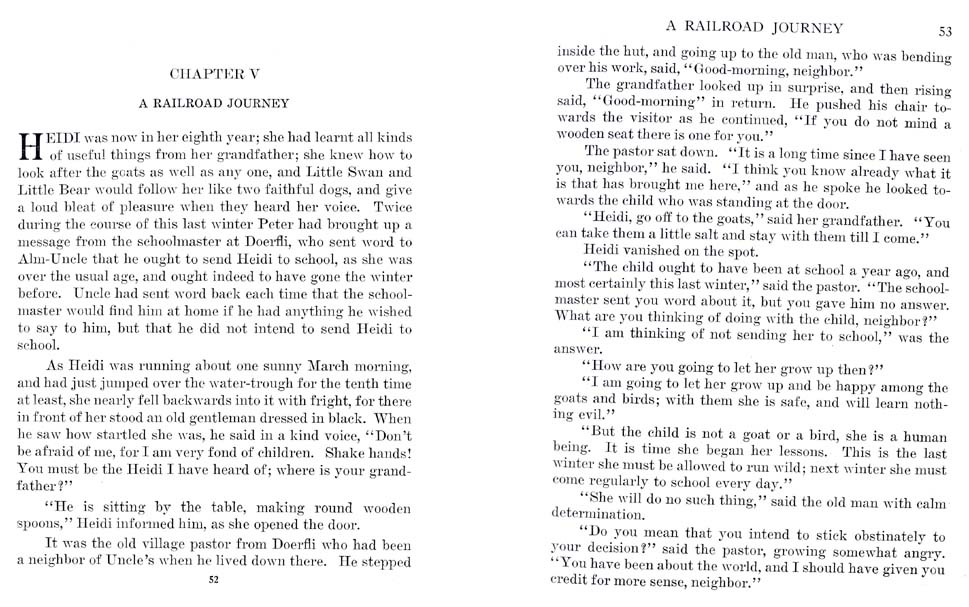 CHAPTER V
A RAILROAD JOURNEY
HEIDI was now in her eighth year; she had learnt all kinds
of useful things from her grandfather; she knew how to
look after the goats as well as any one, and Little Swan and
Little Bear would follow her like two faithful dogs, and give
a loud bleat of pleasure when they heard her voice. Twice
during the course of this last winter Peter had brought up a
message from the schoolmaster at Doerfli, who sent word to
Alm-Uncle that he ought to send Heidi to school, as she was
over the usual age, and ought indeed to have gone the winter
before. Uncle had sent word back each time that the school-
master would find him at home if he had anything he wished
to say to him, but that he did not intend to send Heidi to
school.
As Heidi was running about one sunny March morning,
and had just jumped over the water-trough for the tenth time
at least, she nearly fell backwards into it with fright, for there
in front of her stood an old gentleman dressed in black. When
he saw how startled she was, he said in a kind voice, "Don't
be afraid of me, for I am very fond of children. Shake hands!
You must be the Heidi I have heard of; where is your grand-
father?"
"He is sitting by the table, making round wooden
spoons," Heidi informed him, as she opened the door.
It was the old village pastor from Doerfli who had been
a neighbor of Uncle's when he lived down there. He stepped
52
A RAILROAD JOURNEY 53
inside the hut, and going up to the old man, who was bending
over his work, said, "Good-morning, neighbor."
The grandfather looked up in surprise, and then rising
said, "Good-morning" in return. He pushed his chair to-
wards the visitor as he continued, "If you do not mind a
wooden seat there is one for you."
The pastor sat down. "It is a long time since I have seen
you, neighbor," he said. "I think you know already what it
is that has brought me here," and as he spoke he looked to-
wards the child who was standing at the door.
"Heidi, go off to the goats," said her grandfather. "You
can take them a little salt and stay with them till I come."
Heidi vanished on the spot.
"The child ought to have been at school a year ago, and
most certainly this last winter," said the pastor. "The school-
master sent you word about it, but you gave him no answer.
What are you thinking of doing with the child, neighbor?"
"I am thinking of not sending her to school," was the
answer.
"How are you going to let her grow up then?"
"I am going to let her grow up and be happy among the
goats and birds; with them she is safe, and will learn noth-
ing evil."
"But the child is not a goat or a bird, she is a human
being. It is time she began her lessons. This is the last
winter she must be allowed to run wild; next winter she must
come regularly to school every day."
"She will do no such thing," said the old man with calm
determination.
"Do you mean that you intend to stick obstinately to
your decision?" said the pastor, growing somewhat angry.
"You have been about the world, and I should have given you
credit for more sense, neighbor."